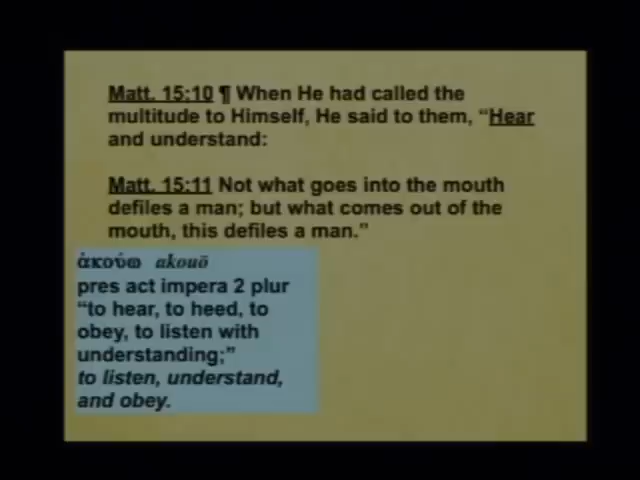 Matt. 15:10 ¶ When He had called the
multitude to Himself, He said to them, “Hear
and understand:
Matt. 15:11 Not what goes into the mouth
defiles a man; but what comes out of the
mouth, this defiles a man.”
ἀκούω akouō
pres act impera 2 plur
“to hear, to heed, to
obey, to listen with
understanding;”
to listen, understand,
and obey.